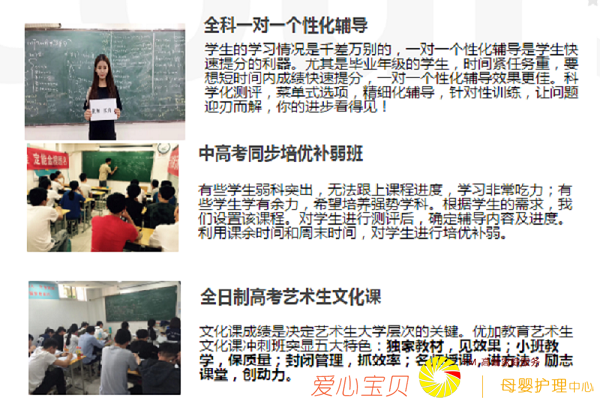 全科一对一个性化辅导
学生的学习情况是千差万别的，一对一个性化辅导是学生快
速提分的利器。尤其是毕业年级的学生，时间紧任务重，要
想短时间内成绩快速提分，一对一个性化辅导效果更佳。科
学化测评，菜单式选项，精细化辅导，针对性训练，让问题
迎刃而解，你的进步看得见！
中高考同步培优补弱班
有些学生弱科突出，无法跟上课程进度，学习非常吃力；有
些学生学有余力，希望培养强势学科。根据学生的需求，我
们设置该课程。对学生进行测评后，确定辅导内容及进度。
利用课余时间和周末时间，对学生进行培优补弱。
全日制高考艺术生文化课
文化课成绩是决定艺术生大学层次的关键。优加教育艺术生
文化课冲刺班突显五大特色：独家教材，见效果；小班教
学，保质量；封闭管理，抓效率；名师授课，讲方法；励志
课堂，创动力。
爱心宝贝
母婴护理中心